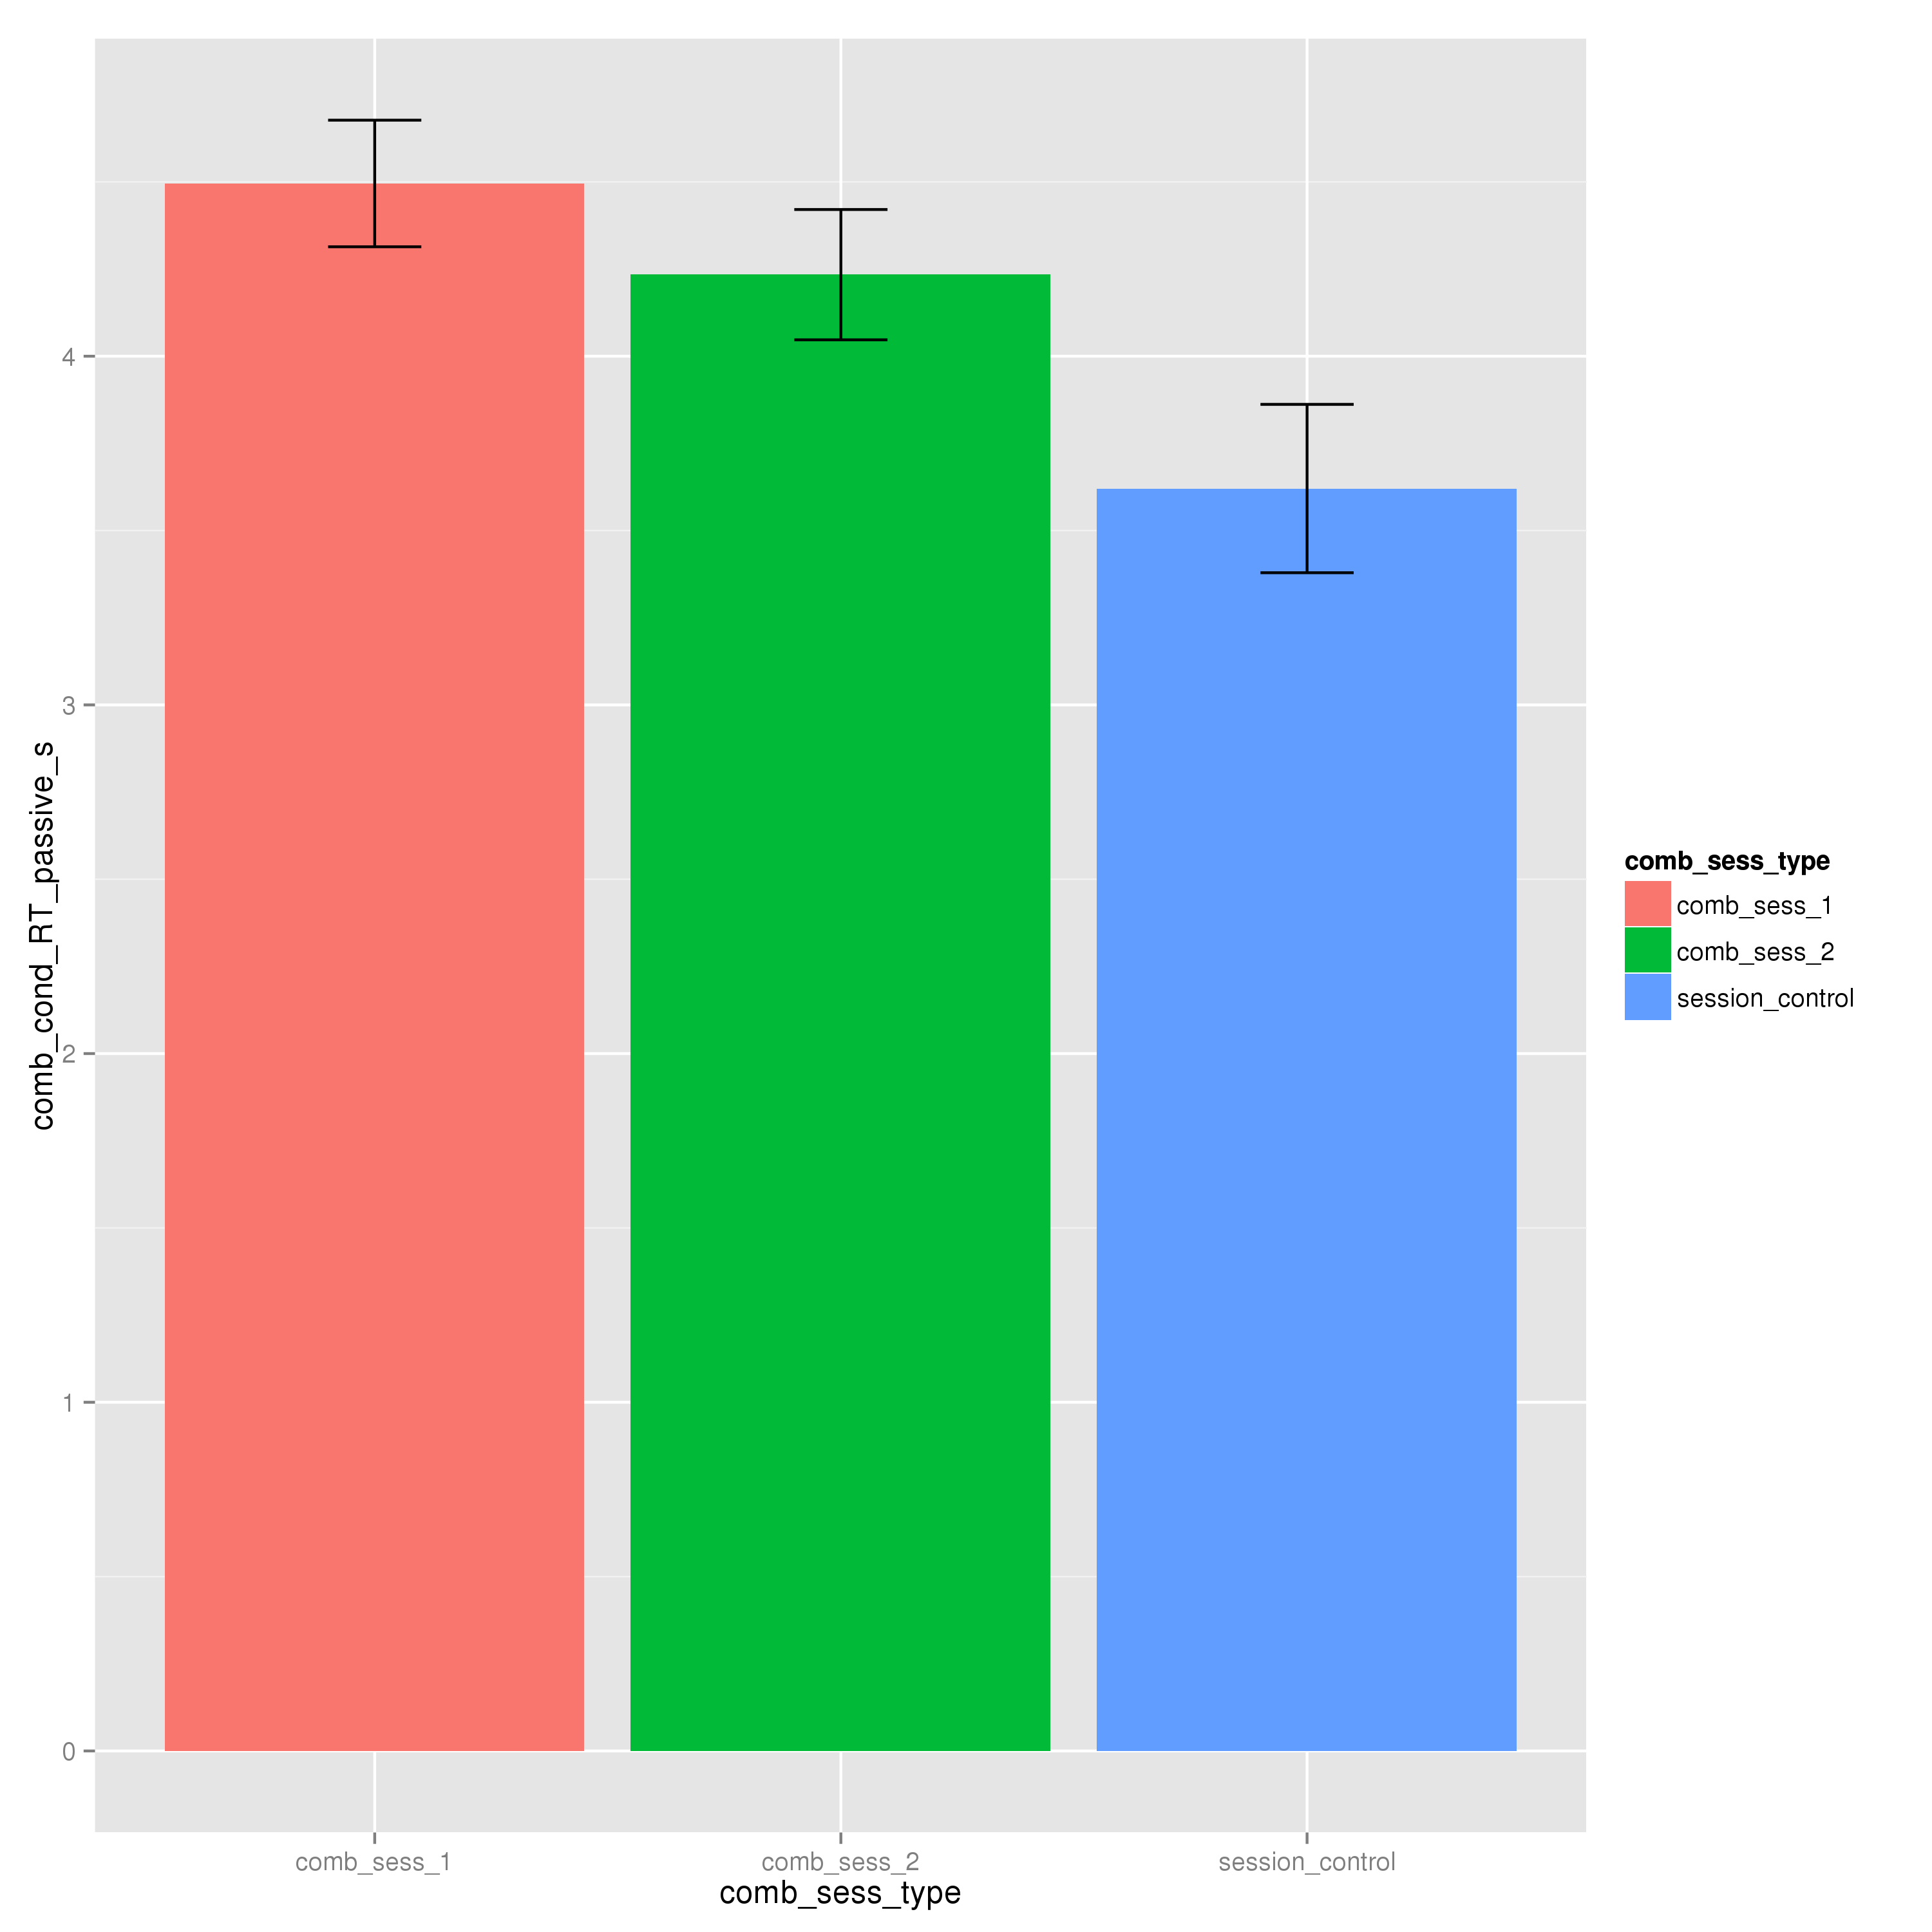 comb_cond_RT_passive_s
4
3
2
1
0
comb_sess_1
comb_sess_2
session_control
comb_sess_type
comb_sess_type
comb_sess_1
comb_sess_2
session_control